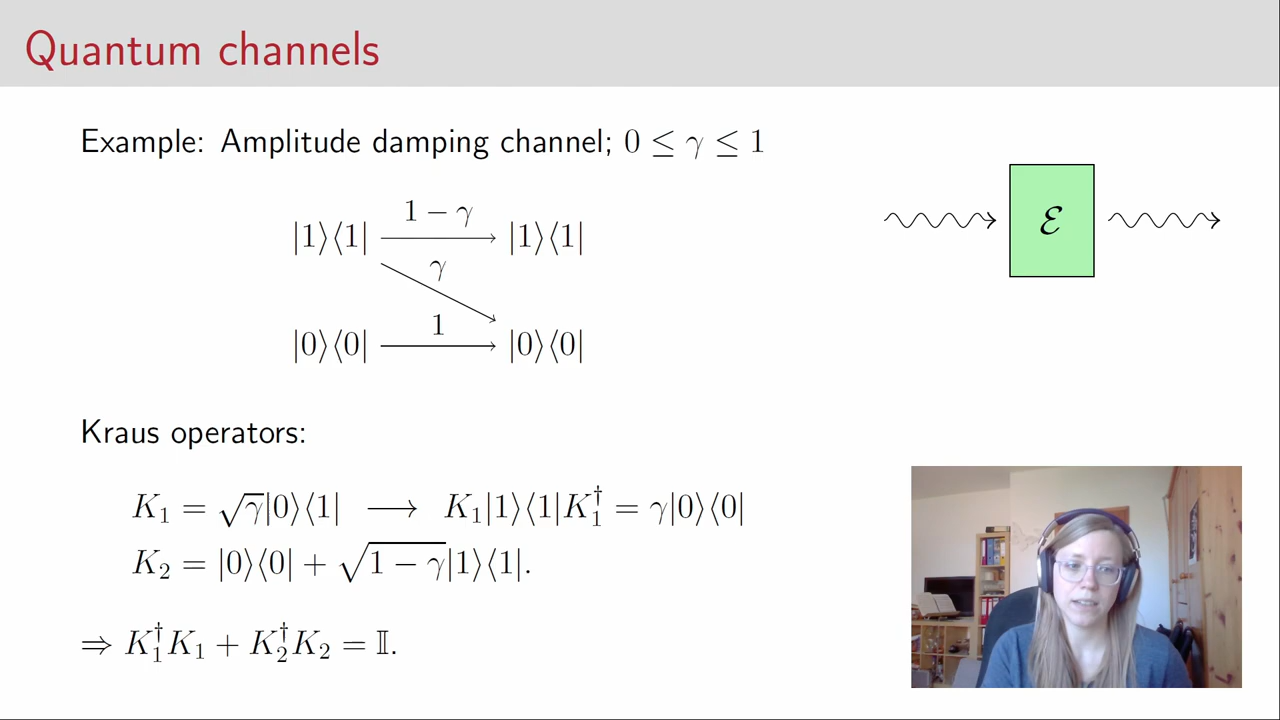 Quantum channels
Example: Amplitude damping channel; 0 ≤ γ ≤ 1
1 − γ
|1⟩⟨1| ⟶ |1⟩⟨1|
γ
1
|0⟩⟨0| ⟶ |0⟩⟨0|
ℰ
Kraus operators:
K₁ = √γ|0⟩⟨1| ⟶ K₁|1⟩⟨1|K₁† = γ|0⟩⟨0|
K₂ = |0⟩⟨0| + √(1 − γ)|1⟩⟨1|.
⇒ K₁†K₁ + K₂†K₂ = 𝕀.